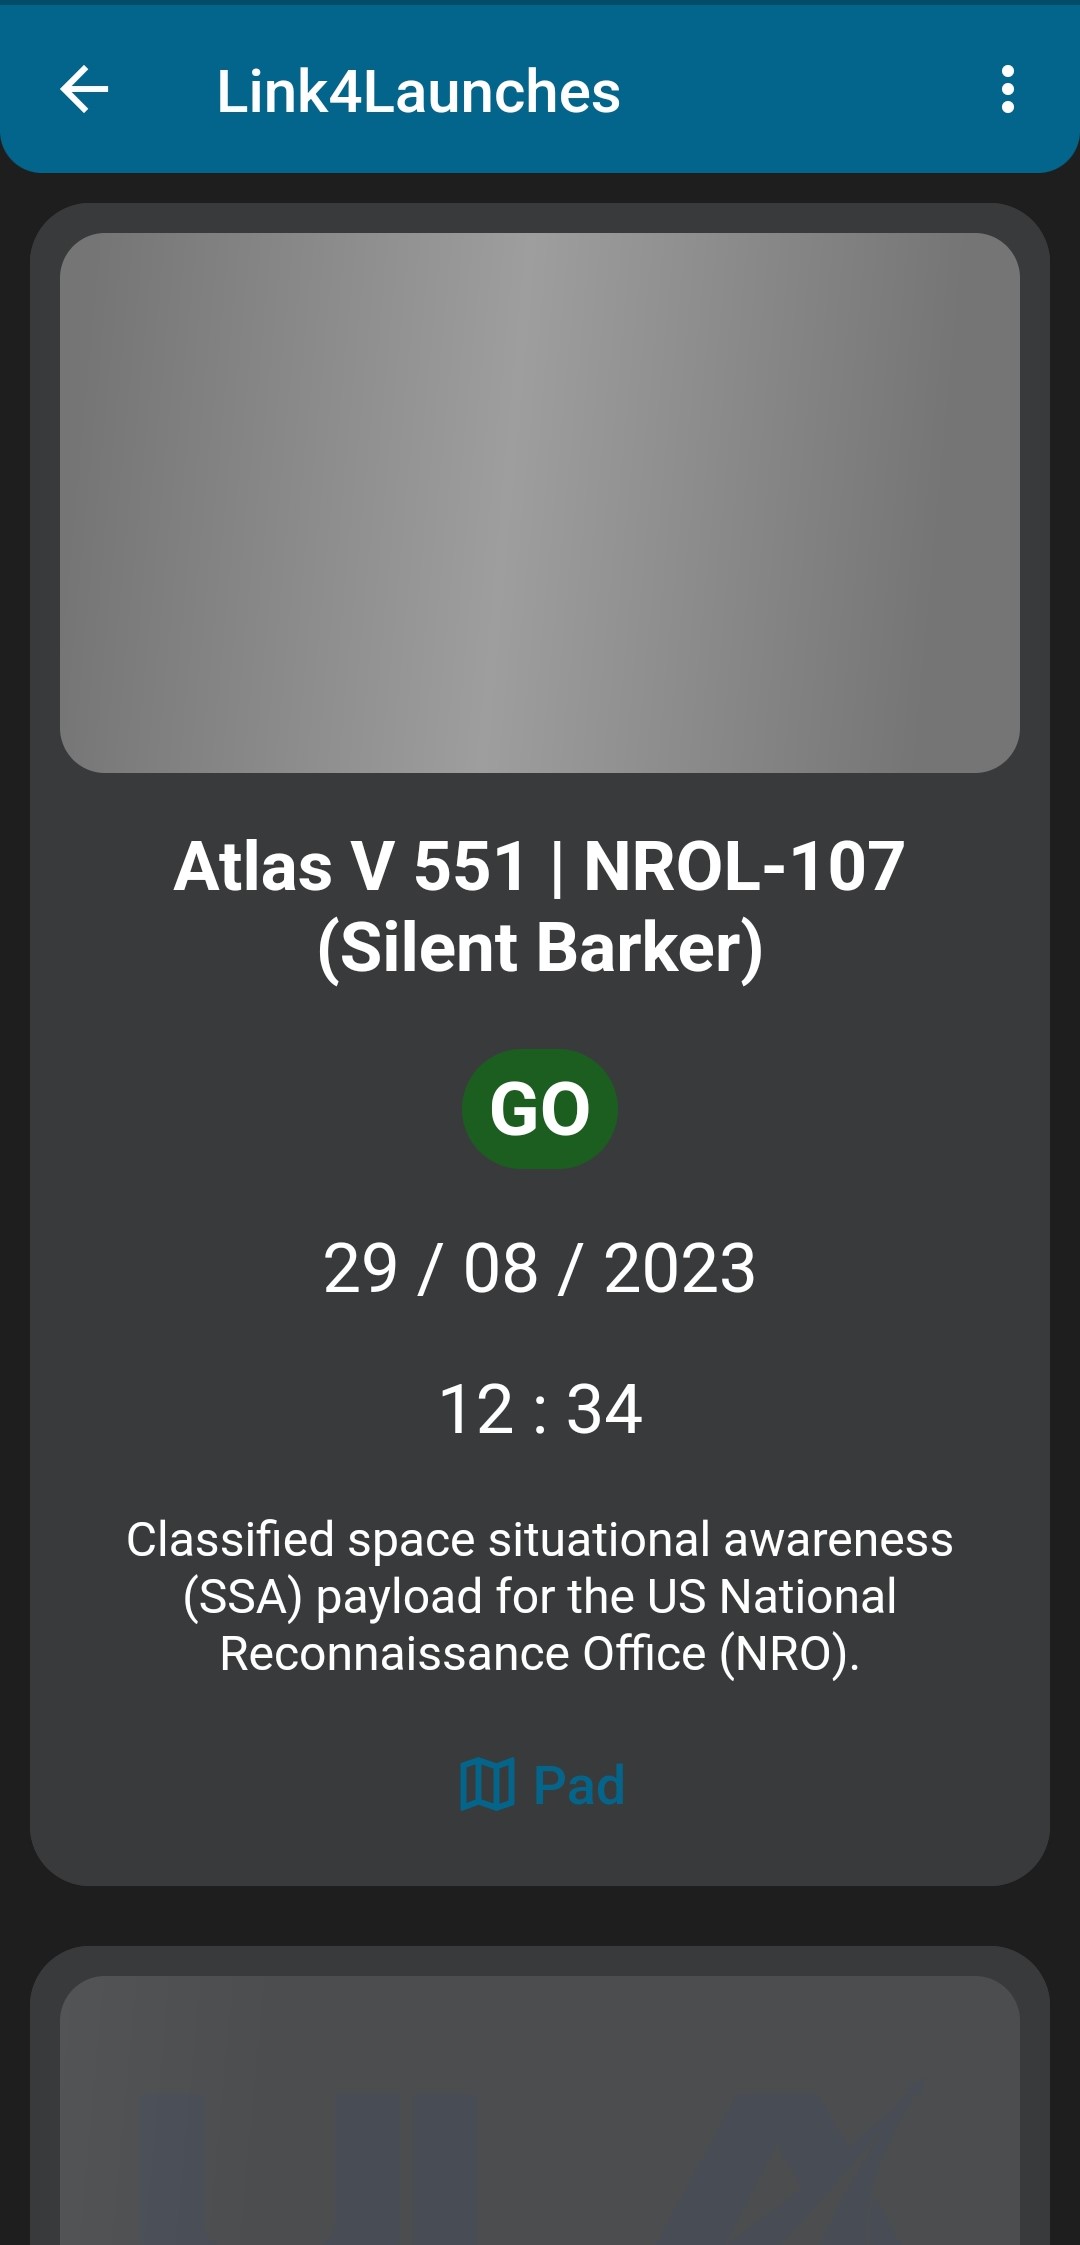 Link4Launches
Atlas V 551 | NROL-107
(Silent Barker)
GO
29 / 08 / 2023
12 : 34
Classified space situational awareness
(SSA) payload for the US National
Reconnaissance Office (NRO).
Pad